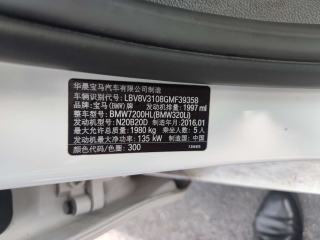 华晨宝马汽车有限公司制造
车辆识别代号: LBV8V3108GMF39358
品牌: 宝马(BMW)牌 发动机排量: 1997 ml
整车型号: BMW7200HL(BMW320Li)
发动机型号: N20B20D 制造年月: 2016.01
最大允许总质量: 1980 kg 乘坐人数: 5 人
发动机最大净功率: 135 kW 制造国: 中国
颜色代码/色备: 300